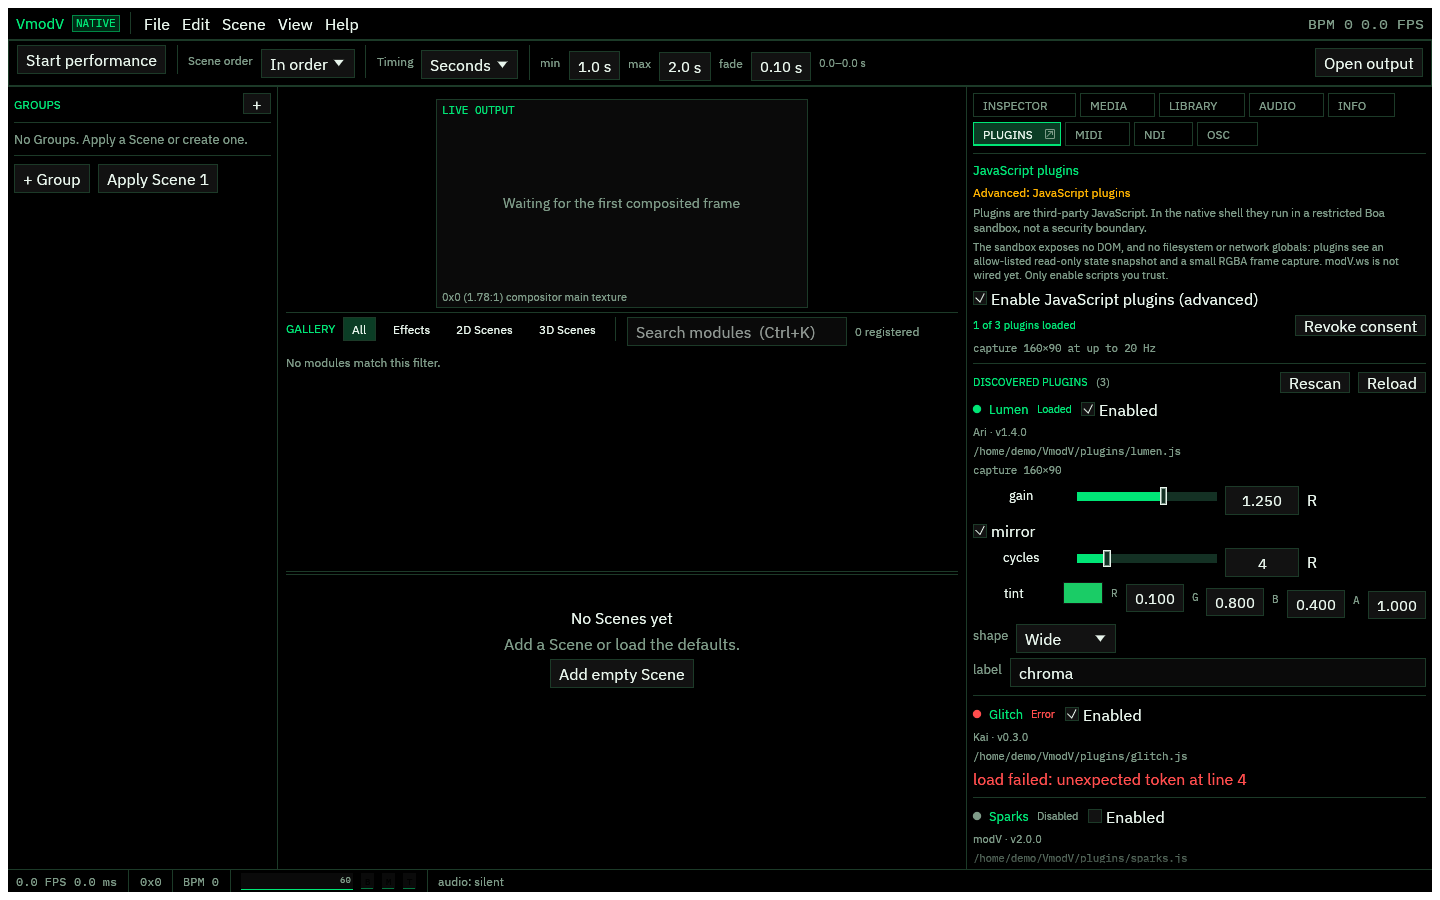 VmodV NATIVE File Edit Scene View Help BPM 0 0.0 FPS
Start performance Scene order In order Timing Seconds min 1.0 s max 2.0 s fade 0.10 s 0.0–0.0 s Open output
GROUPS +
No Groups. Apply a Scene or create one.
+ Group Apply Scene 1
LIVE OUTPUT
Waiting for the first composited frame
0x0 (1.78:1) compositor main texture
GALLERY All Effects 2D Scenes 3D Scenes Search modules (Ctrl+K) 0 registered
No modules match this filter.
No Scenes yet
Add a Scene or load the defaults.
Add empty Scene
INSPECTOR MEDIA LIBRARY AUDIO INFO
PLUGINS MIDI NDI OSC
JavaScript plugins
Advanced: JavaScript plugins
Plugins are third-party JavaScript. In the native shell they run in a restricted Boa
sandbox, not a security boundary.
The sandbox exposes no DOM, and no filesystem or network globals: plugins see an
allow-listed read-only state snapshot and a small RGBA frame capture. modV.ws is not
wired yet. Only enable scripts you trust.
Enable JavaScript plugins (advanced)
1 of 3 plugins loaded Revoke consent
capture 160×90 at up to 20 Hz
DISCOVERED PLUGINS (3) Rescan Reload
Lumen Loaded Enabled
Ari · v1.4.0
/home/demo/VmodV/plugins/lumen.js
capture 160×90
gain 1.250 R
mirror
cycles 4 R
tint R 0.100 G 0.800 B 0.400 A 1.000
shape Wide
label chroma
Glitch Error Enabled
Kai · v0.3.0
/home/demo/VmodV/plugins/glitch.js
load failed: unexpected token at line 4
Sparks Disabled Enabled
modV · v2.0.0
/home/demo/VmodV/plugins/sparks.js
0.0 FPS 0.0 ms 0x0 BPM 0 60 audio: silent